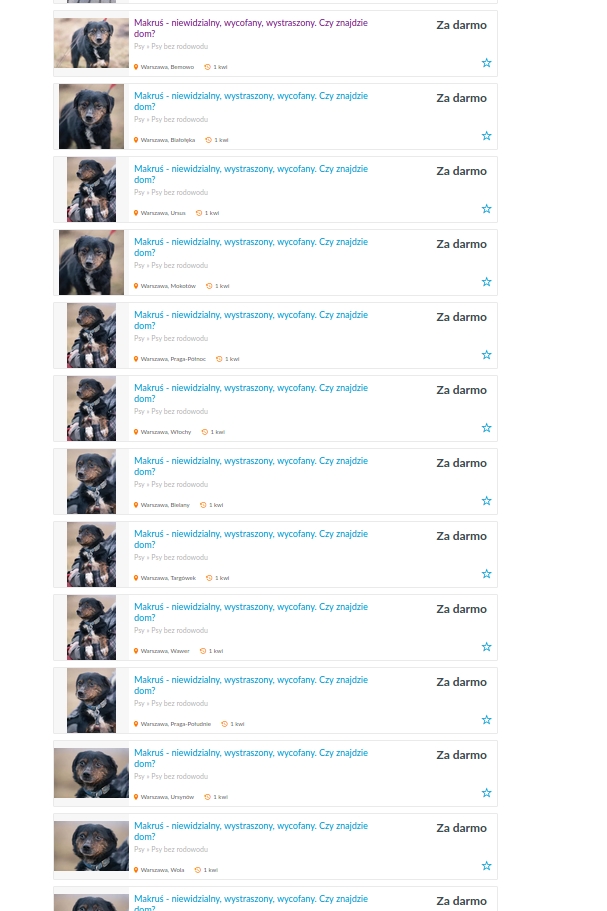 Makruś - niewidzialny, wycofany, wystraszony. Czy znajdzie
dom?
Za darmo
Psy » Psy bez rodowodu
Warszawa, Bemowo 1 kwi
Makruś - niewidzialny, wystraszony, wycofany. Czy znajdzie
dom?
Za darmo
Psy » Psy bez rodowodu
Warszawa, Białołęka 1 kwi
Makruś - niewidzialny, wystraszony, wycofany. Czy znajdzie
dom?
Za darmo
Psy » Psy bez rodowodu
Warszawa, Ursus 1 kwi
Makruś - niewidzialny, wystraszony, wycofany. Czy znajdzie
dom?
Za darmo
Psy » Psy bez rodowodu
Warszawa, Mokotów 1 kwi
Makruś - niewidzialny, wystraszony, wycofany. Czy znajdzie
dom?
Za darmo
Psy » Psy bez rodowodu
Warszawa, Praga-Północ 1 kwi
Makruś - niewidzialny, wystraszony, wycofany. Czy znajdzie
dom?
Za darmo
Psy » Psy bez rodowodu
Warszawa, Włochy 1 kwi
Makruś - niewidzialny, wystraszony, wycofany. Czy znajdzie
dom?
Za darmo
Psy » Psy bez rodowodu
Warszawa, Bielany 1 kwi
Makruś - niewidzialny, wystraszony, wycofany. Czy znajdzie
dom?
Za darmo
Psy » Psy bez rodowodu
Warszawa, Targówek 1 kwi
Makruś - niewidzialny, wystraszony, wycofany. Czy znajdzie
dom?
Za darmo
Psy » Psy bez rodowodu
Warszawa, Wawer 1 kwi
Makruś - niewidzialny, wystraszony, wycofany. Czy znajdzie
dom?
Za darmo
Psy » Psy bez rodowodu
Warszawa, Praga-Południe 1 kwi
Makruś - niewidzialny, wystraszony, wycofany. Czy znajdzie
dom?
Za darmo
Psy » Psy bez rodowodu
Warszawa, Ursynów 1 kwi
Makruś - niewidzialny, wystraszony, wycofany. Czy znajdzie
dom?
Za darmo
Psy » Psy bez rodowodu
Warszawa, Wola 1 kwi
Makruś - niewidzialny, wystraszony, wycofany. Czy znajdzie
dom?
Za darmo